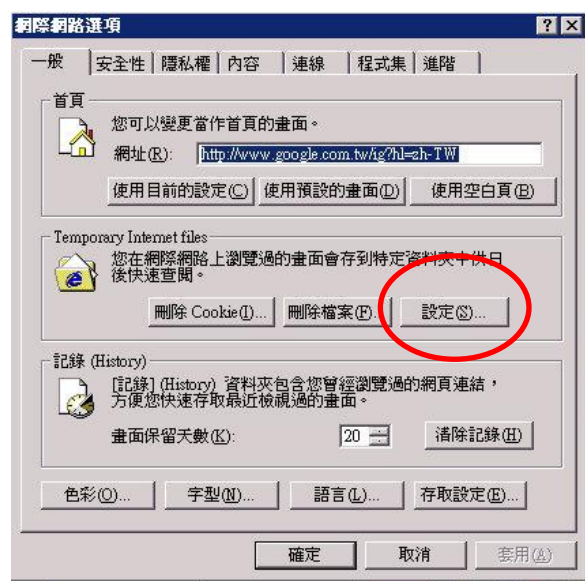 網際網路選項
一般 安全性 隱私權 內容 連線 程式集 進階
首頁
您可以變更當作首頁的畫面。
網址(R): http://www.google.com.tw/ig?hl=zh-TW
使用目前的設定(C) 使用預設的畫面(D) 使用空白頁(B)
Temporary Internet files
您在網際網路上瀏覽過的畫面會存到特定資料夾中供日
後快速查閱。
刪除 Cookie(I)... 刪除檔案(F)... 設定(S)...
記錄 (History)
[記錄] (History) 資料夾包含您曾經瀏覽過的網頁連結，
方便您快速存取最近檢視過的畫面。
畫面保留天數(K): 20 清除記錄(H)
色彩(O)... 字型(N)... 語言(L)... 存取設定(E)...
確定 取消 套用(A)